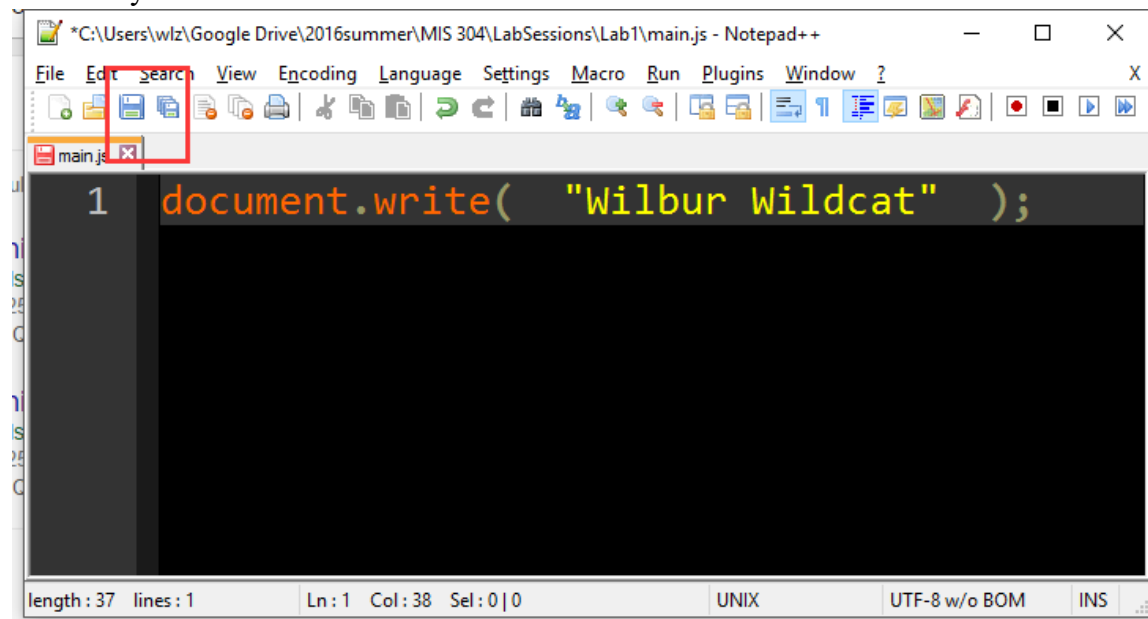 *C:\Users\wlz\Google Drive\2016summer\MIS 304\LabSessions\Lab1\main.js - Notepad++
File Edit Search View Encoding Language Settings Macro Run Plugins Window ? X
main.js
1 document.write(  "Wilbur Wildcat"  );
length : 37 lines : 1 Ln : 1 Col : 38 Sel : 0 | 0 UNIX UTF-8 w/o BOM INS